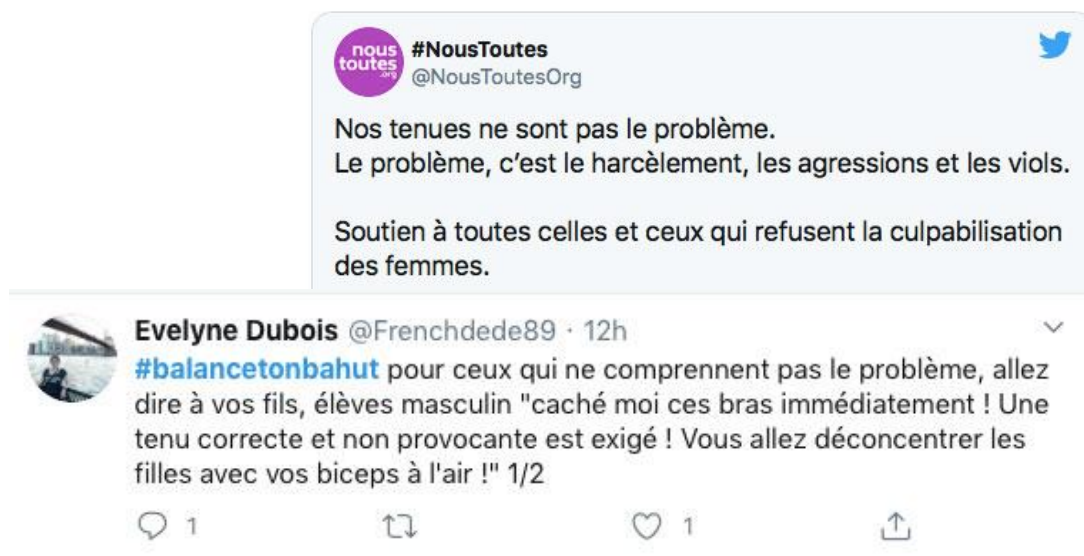 nous
toutes
.org
#NousToutes
@NousToutesOrg
Nos tenues ne sont pas le problème.
Le problème, c'est le harcèlement, les agressions et les viols.
Soutien à toutes celles et ceux qui refusent la culpabilisation
des femmes.
Evelyne Dubois @Frenchdede89 · 12h
#balancetonbahut pour ceux qui ne comprennent pas le problème, allez
dire à vos fils, élèves masculin "caché moi ces bras immédiatement ! Une
tenu correcte et non provocante est exigé ! Vous allez déconcentrer les
filles avec vos biceps à l'air !" 1/2
1 1